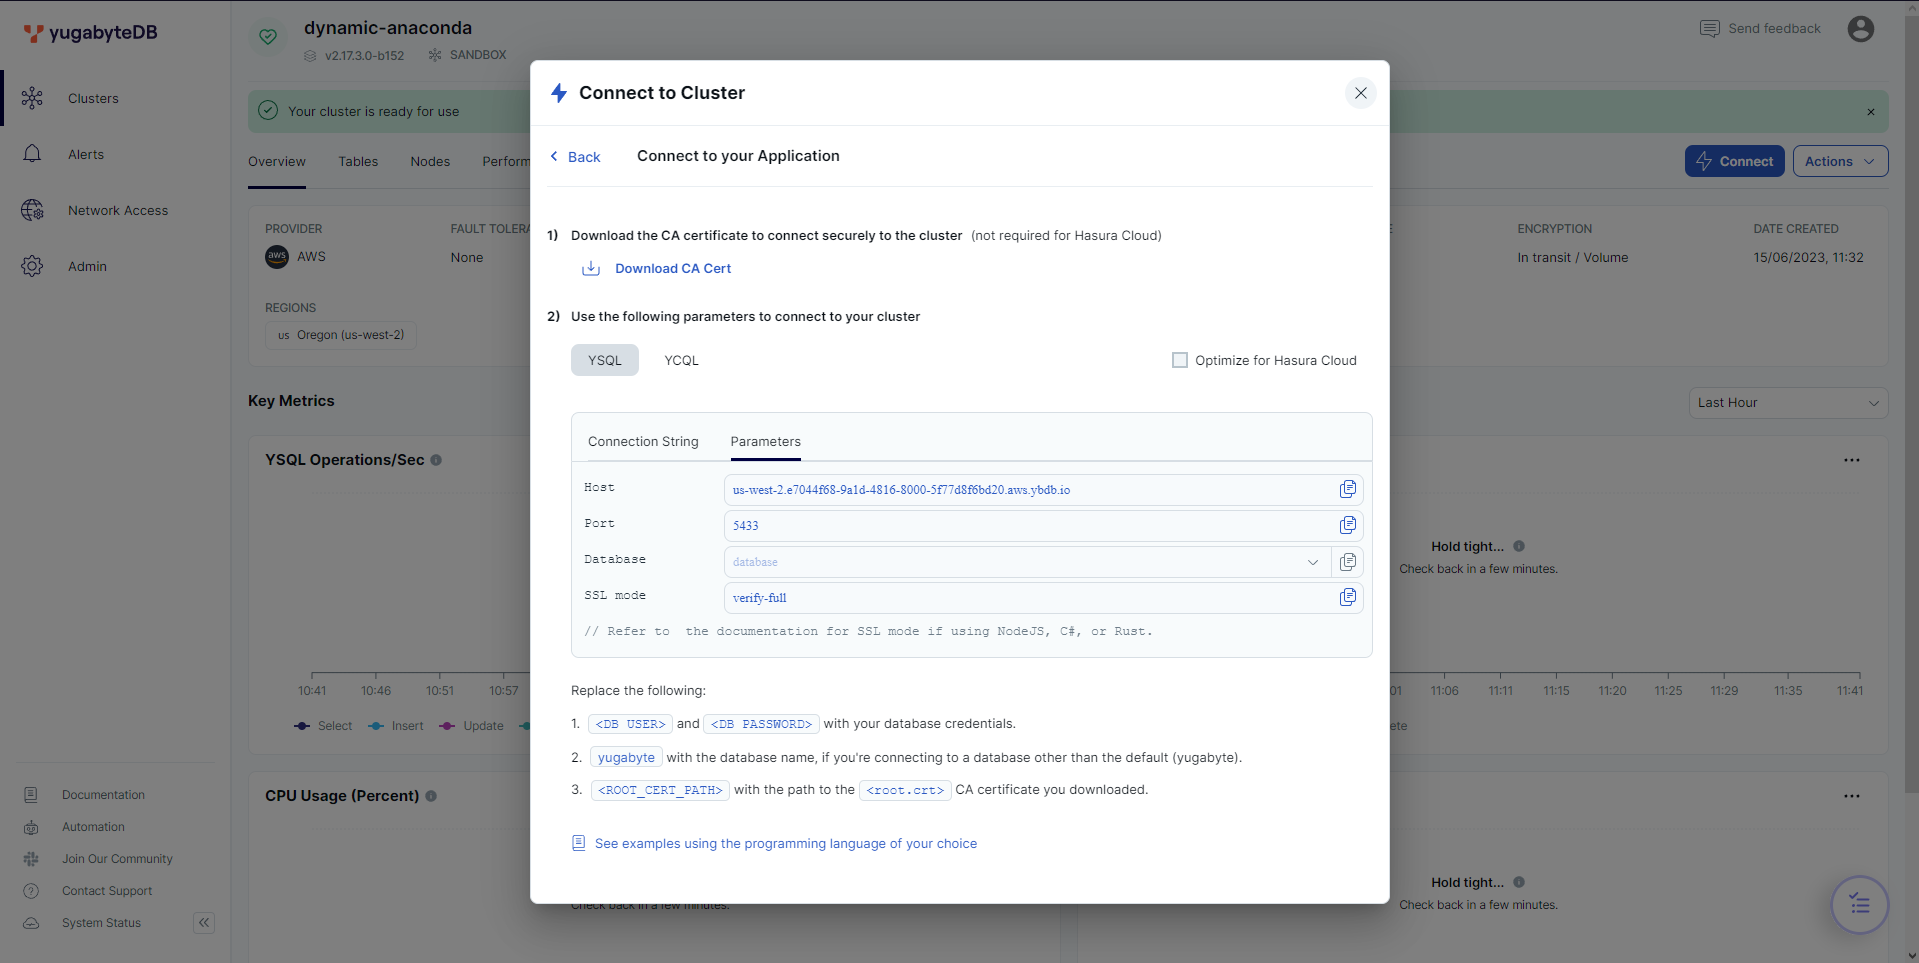 yugabyteDB
Clusters
Alerts
Network Access
Admin
Documentation
Automation
Join Our Community
Contact Support
System Status
dynamic-anaconda
v2.17.3.0-b152
SANDBOX
Send feedback
Your cluster is ready for use
Overview
Tables
Nodes
Perform
Connect
Actions
PROVIDER
aws
AWS
FAULT TOLERA
None
ENCRYPTION
In transit / Volume
DATE CREATED
15/06/2023, 11:32
REGIONS
us Oregon (us-west-2)
Key Metrics
Last Hour
YSQL Operations/Sec
Hold tight...
Check back in a few minutes.
10:41 10:46 10:51 10:57
01 11:06 11:11 11:15 11:20 11:25 11:29 11:35 11:41
Select Insert Update
ete
CPU Usage (Percent)
Hold tight...
Check back in a few minutes.
Check back in a few minutes.
Connect to Cluster
Back
Connect to your Application
1) Download the CA certificate to connect securely to the cluster (not required for Hasura Cloud)
Download CA Cert
2) Use the following parameters to connect to your cluster
YSQL
YCQL
Optimize for Hasura Cloud
Connection String
Parameters
Host
us-west-2.e7044f68-9a1d-4816-8000-5f77d8f6bd20.aws.ybdb.io
Port
5433
Database
database
SSL mode
verify-full
// Refer to the documentation for SSL mode if using NodeJS, C#, or Rust.
Replace the following:
1. <DB USER> and <DB PASSWORD> with your database credentials.
2. yugabyte with the database name, if you're connecting to a database other than the default (yugabyte).
3. <ROOT_CERT_PATH> with the path to the <root.crt> CA certificate you downloaded.
See examples using the programming language of your choice